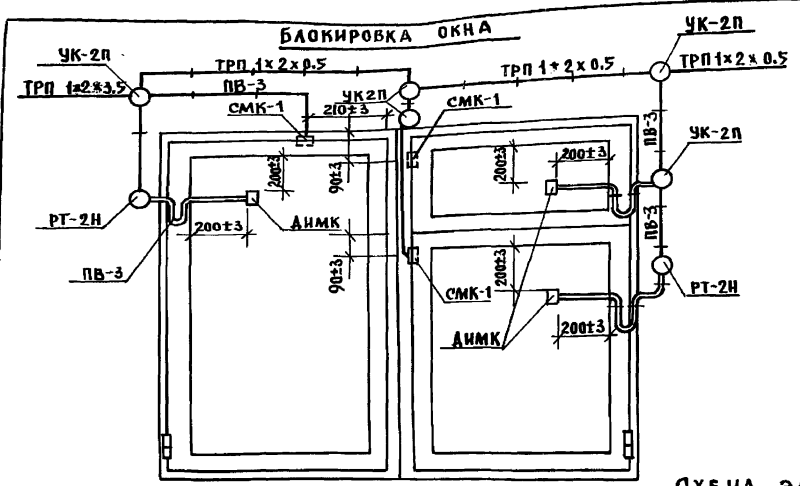 БЛОКИРОВКА ОКНА
УК-2П
УК-2П
ТРП 1×2×0.5
ТРП 1×2×0.5
ТРП 1×2×0.5
ТРП 1×2×3,5
ПВ-3
УК2П
СМК-1
СМК-1
210±3
ПВ-3
УК-2П
200±3
90±3
200±3
200±3
РТ-2Н
200±3
ДИМК
ПВ-3
ПВ-3
90±3
200±3
СМК-1
РТ-2Н
ДИМК
200±3